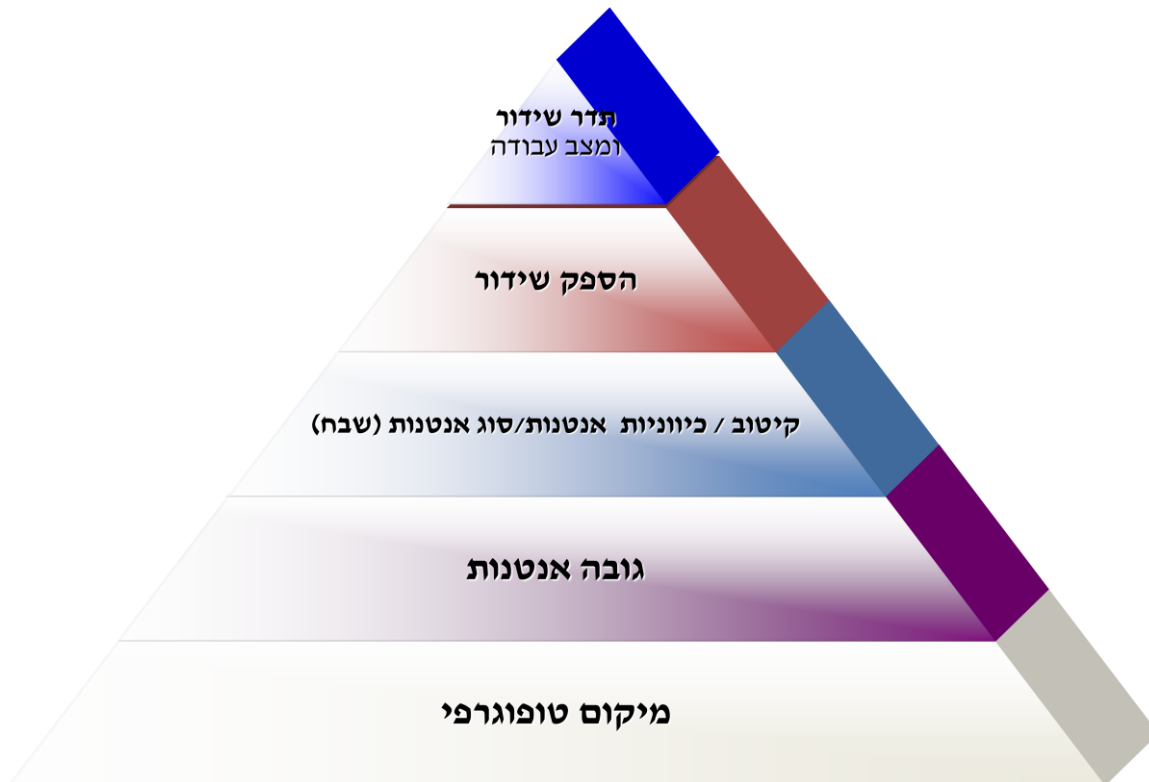 תדר שידור
ומצב עבודה
הספק שידור
קיטוב / כיווניות אנטנות/סוג אנטנות (שבח)
גובה אנטנות
מיקום טופוגרפי